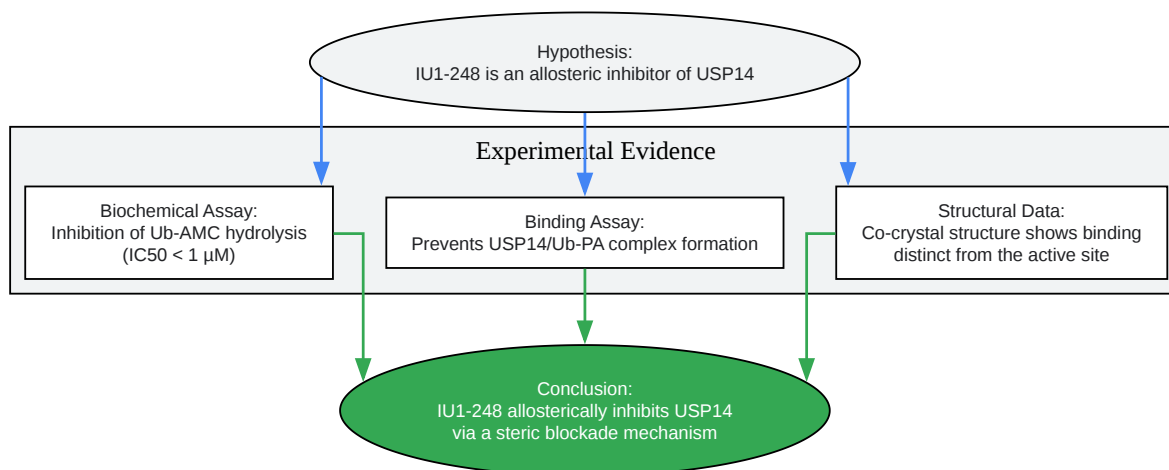 Hypothesis:
IU1-248 is an allosteric inhibitor of USP14
Experimental Evidence
Biochemical Assay:
Inhibition of Ub-AMC hydrolysis
(IC50 < 1 µM)
Binding Assay:
Prevents USP14/Ub-PA complex formation
Structural Data:
Co-crystal structure shows binding
distinct from the active site
Conclusion:
IU1-248 allosterically inhibits USP14
via a steric blockade mechanism